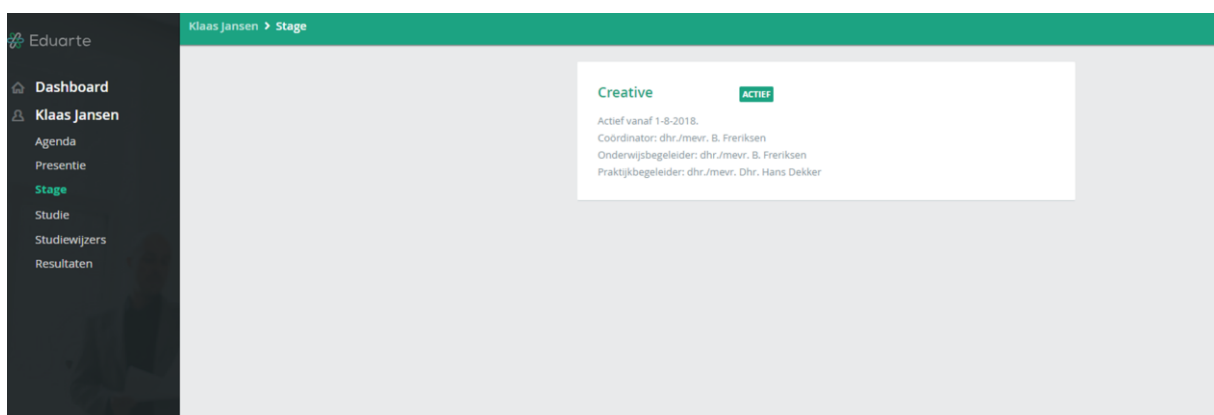 Eduarte
Dashboard
Klaas Jansen
Agenda
Presentie
Stage
Studie
Studiewijzers
Resultaten
Klaas Jansen > Stage
Creative ACTIEF
Actief vanaf 1-8-2018.
Coördinator: dhr./mevr. B. Freriksen
Onderwijsbegeleider: dhr./mevr. B. Freriksen
Praktijkbegeleider: dhr./mevr. Dhr. Hans Dekker